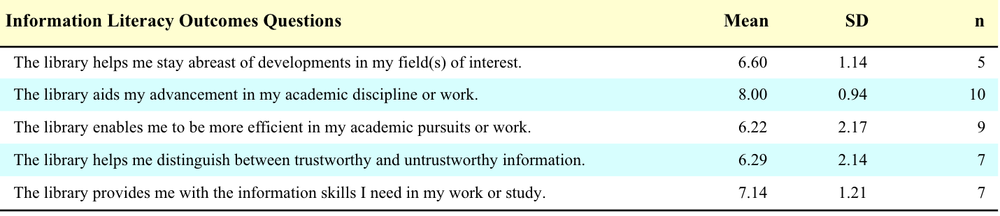 Information Literacy Outcomes Questions Mean SD n
The library helps me stay abreast of developments in my field(s) of interest. 6.60 1.14 5
The library aids my advancement in my academic discipline or work. 8.00 0.94 10
The library enables me to be more efficient in my academic pursuits or work. 6.22 2.17 9
The library helps me distinguish between trustworthy and untrustworthy information. 6.29 2.14 7
The library provides me with the information skills I need in my work or study. 7.14 1.21 7